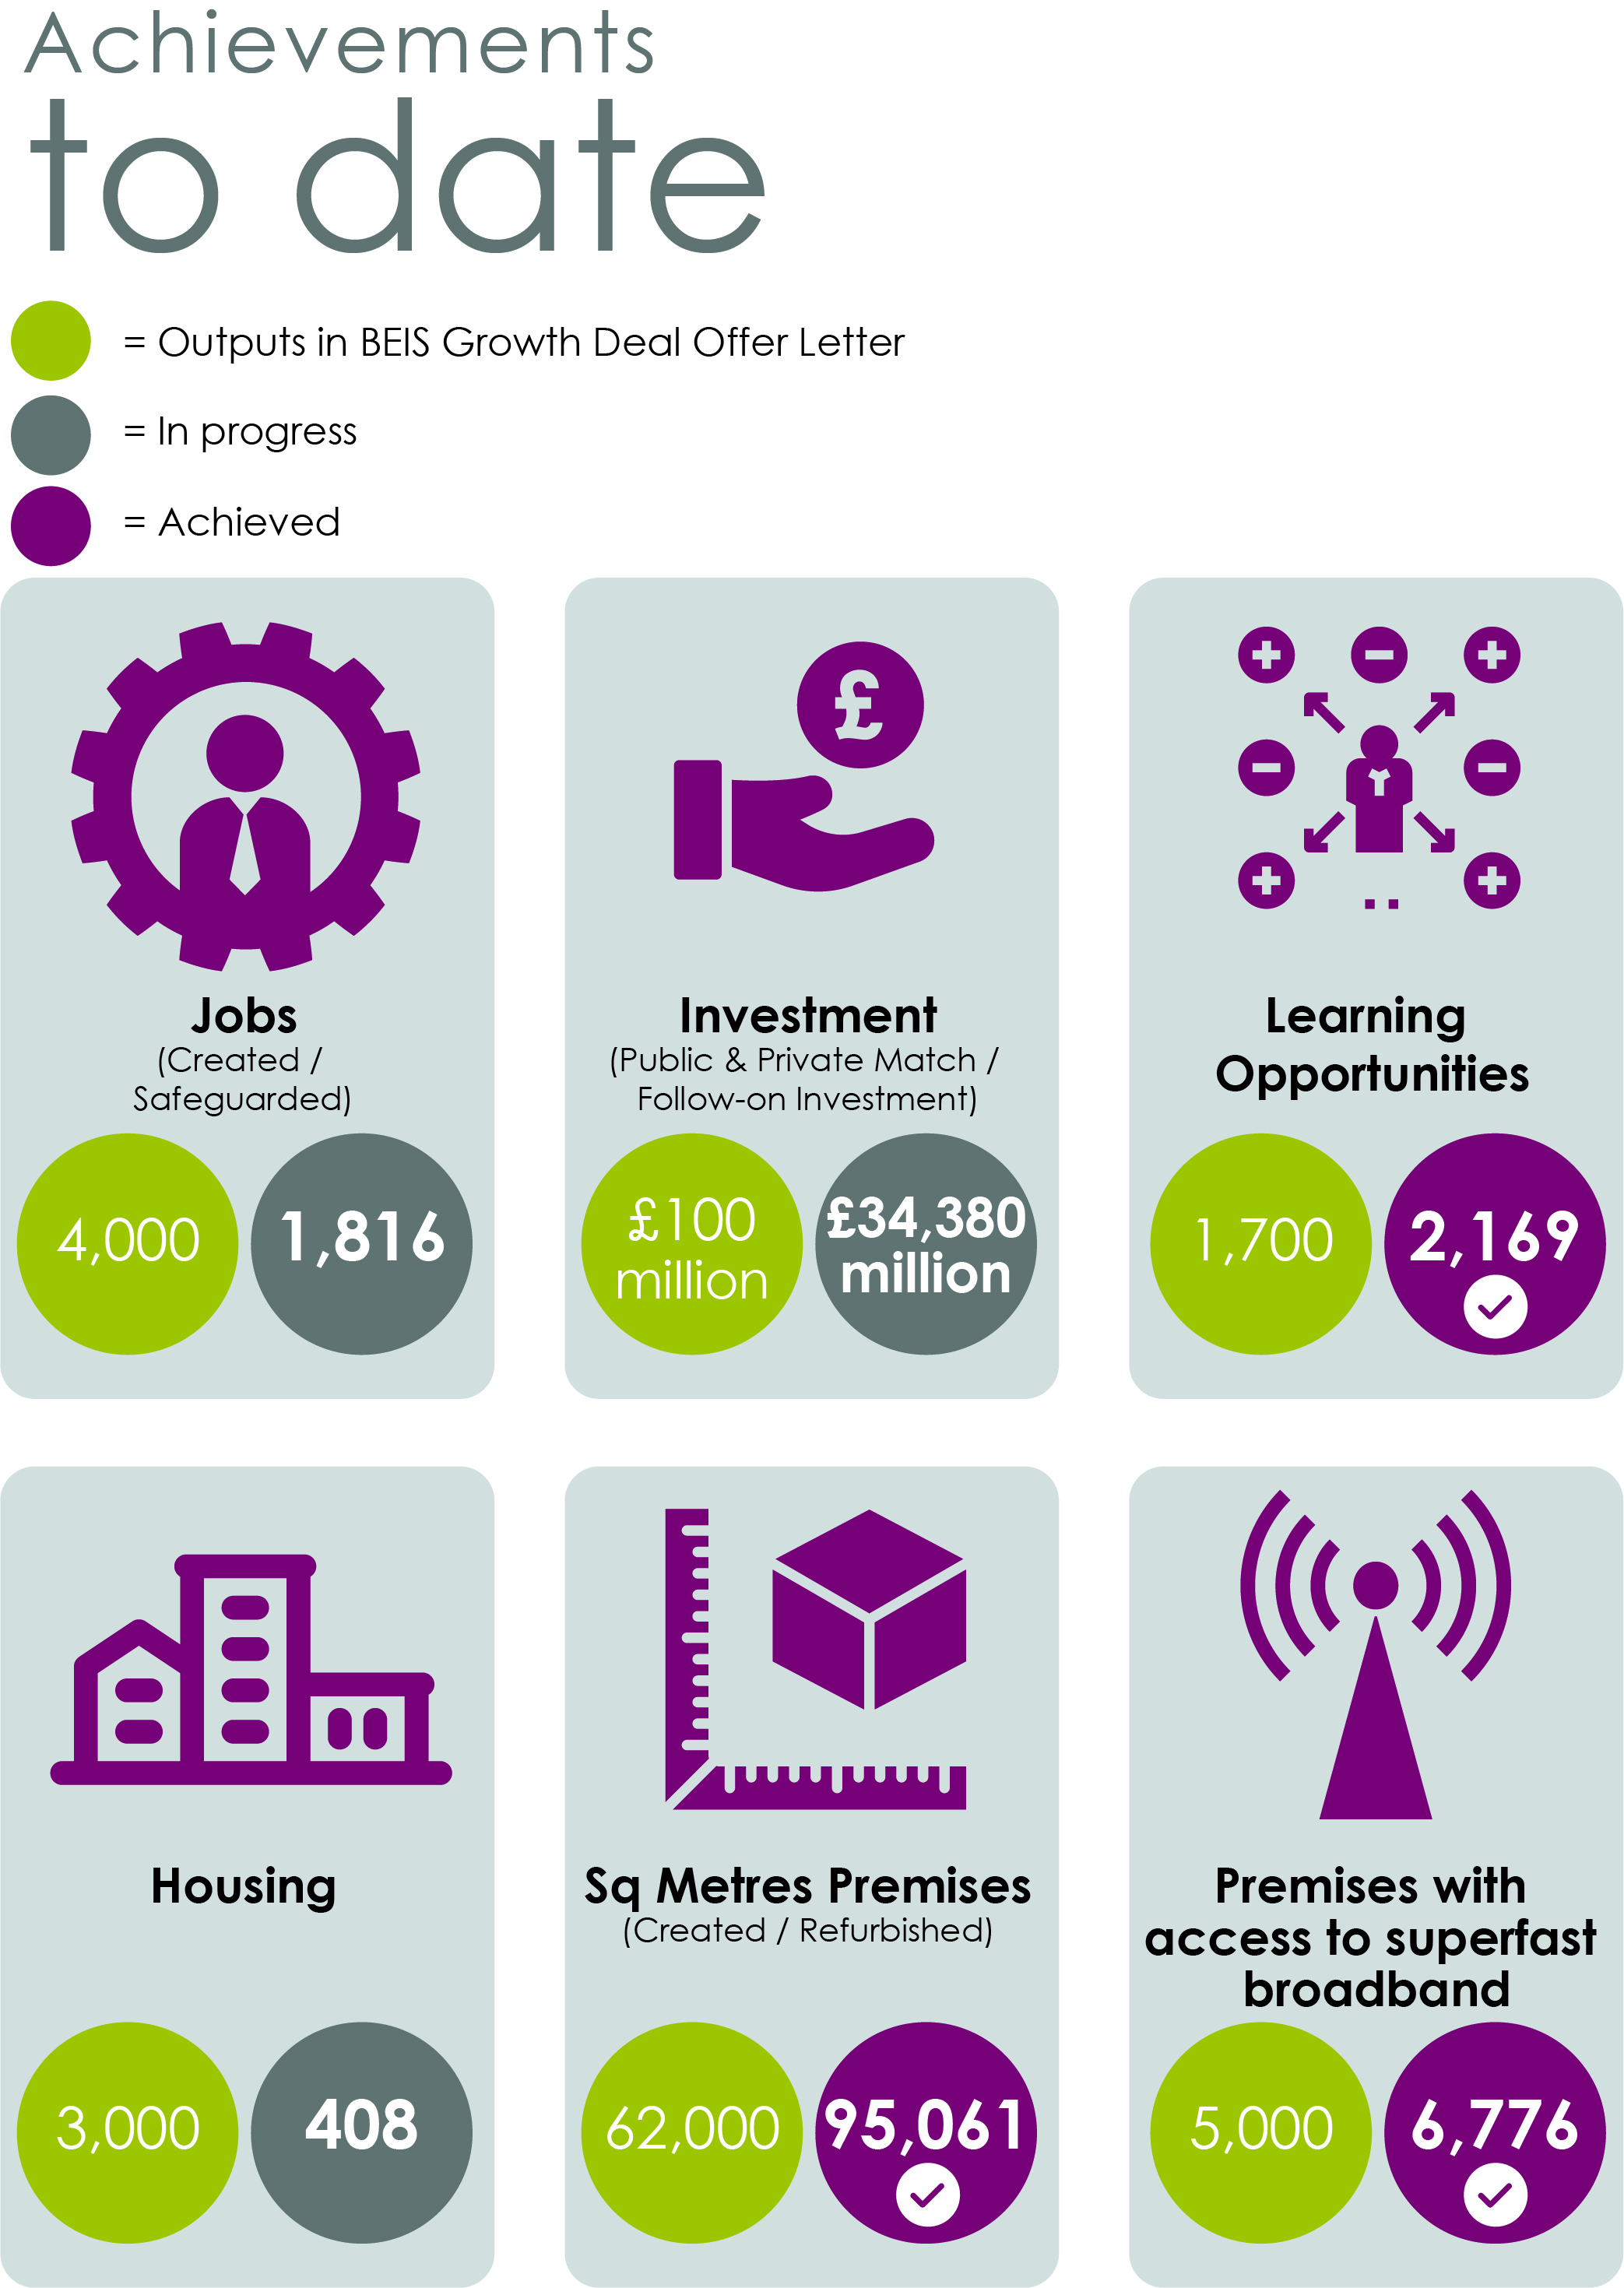 Achievements
to date
= Outputs in BEIS Growth Deal Offer Letter
= In progress
= Achieved
Jobs
(Created /
Safeguarded)
4,000
1,816
Investment
(Public & Private Match /
Follow-on Investment)
£100
million
£34,380
million
Learning
Opportunities
1,700
2,169
Housing
3,000
408
Sq Metres Premises
(Created / Refurbished)
62,000
95,061
Premises with
access to superfast
broadband
5,000
6,776